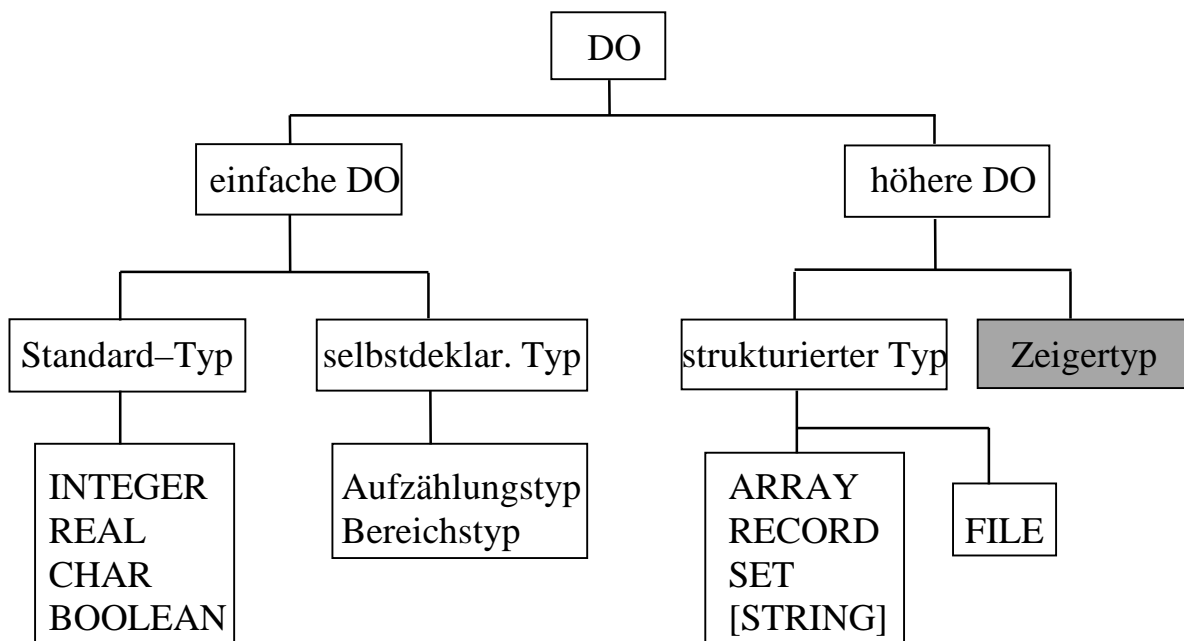 DO
einfache DO
höhere DO
Standard–Typ
selbstdeklar. Typ
strukturierter Typ
Zeigertyp
INTEGER
REAL
CHAR
BOOLEAN
Aufzählungstyp
Bereichstyp
ARRAY
RECORD
SET
[STRING]
FILE